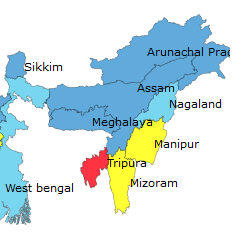 Arunachal Prad
Sikkim
Assam
Nagaland
Meghalaya
Manipur
Tripura
West bengal
Mizoram